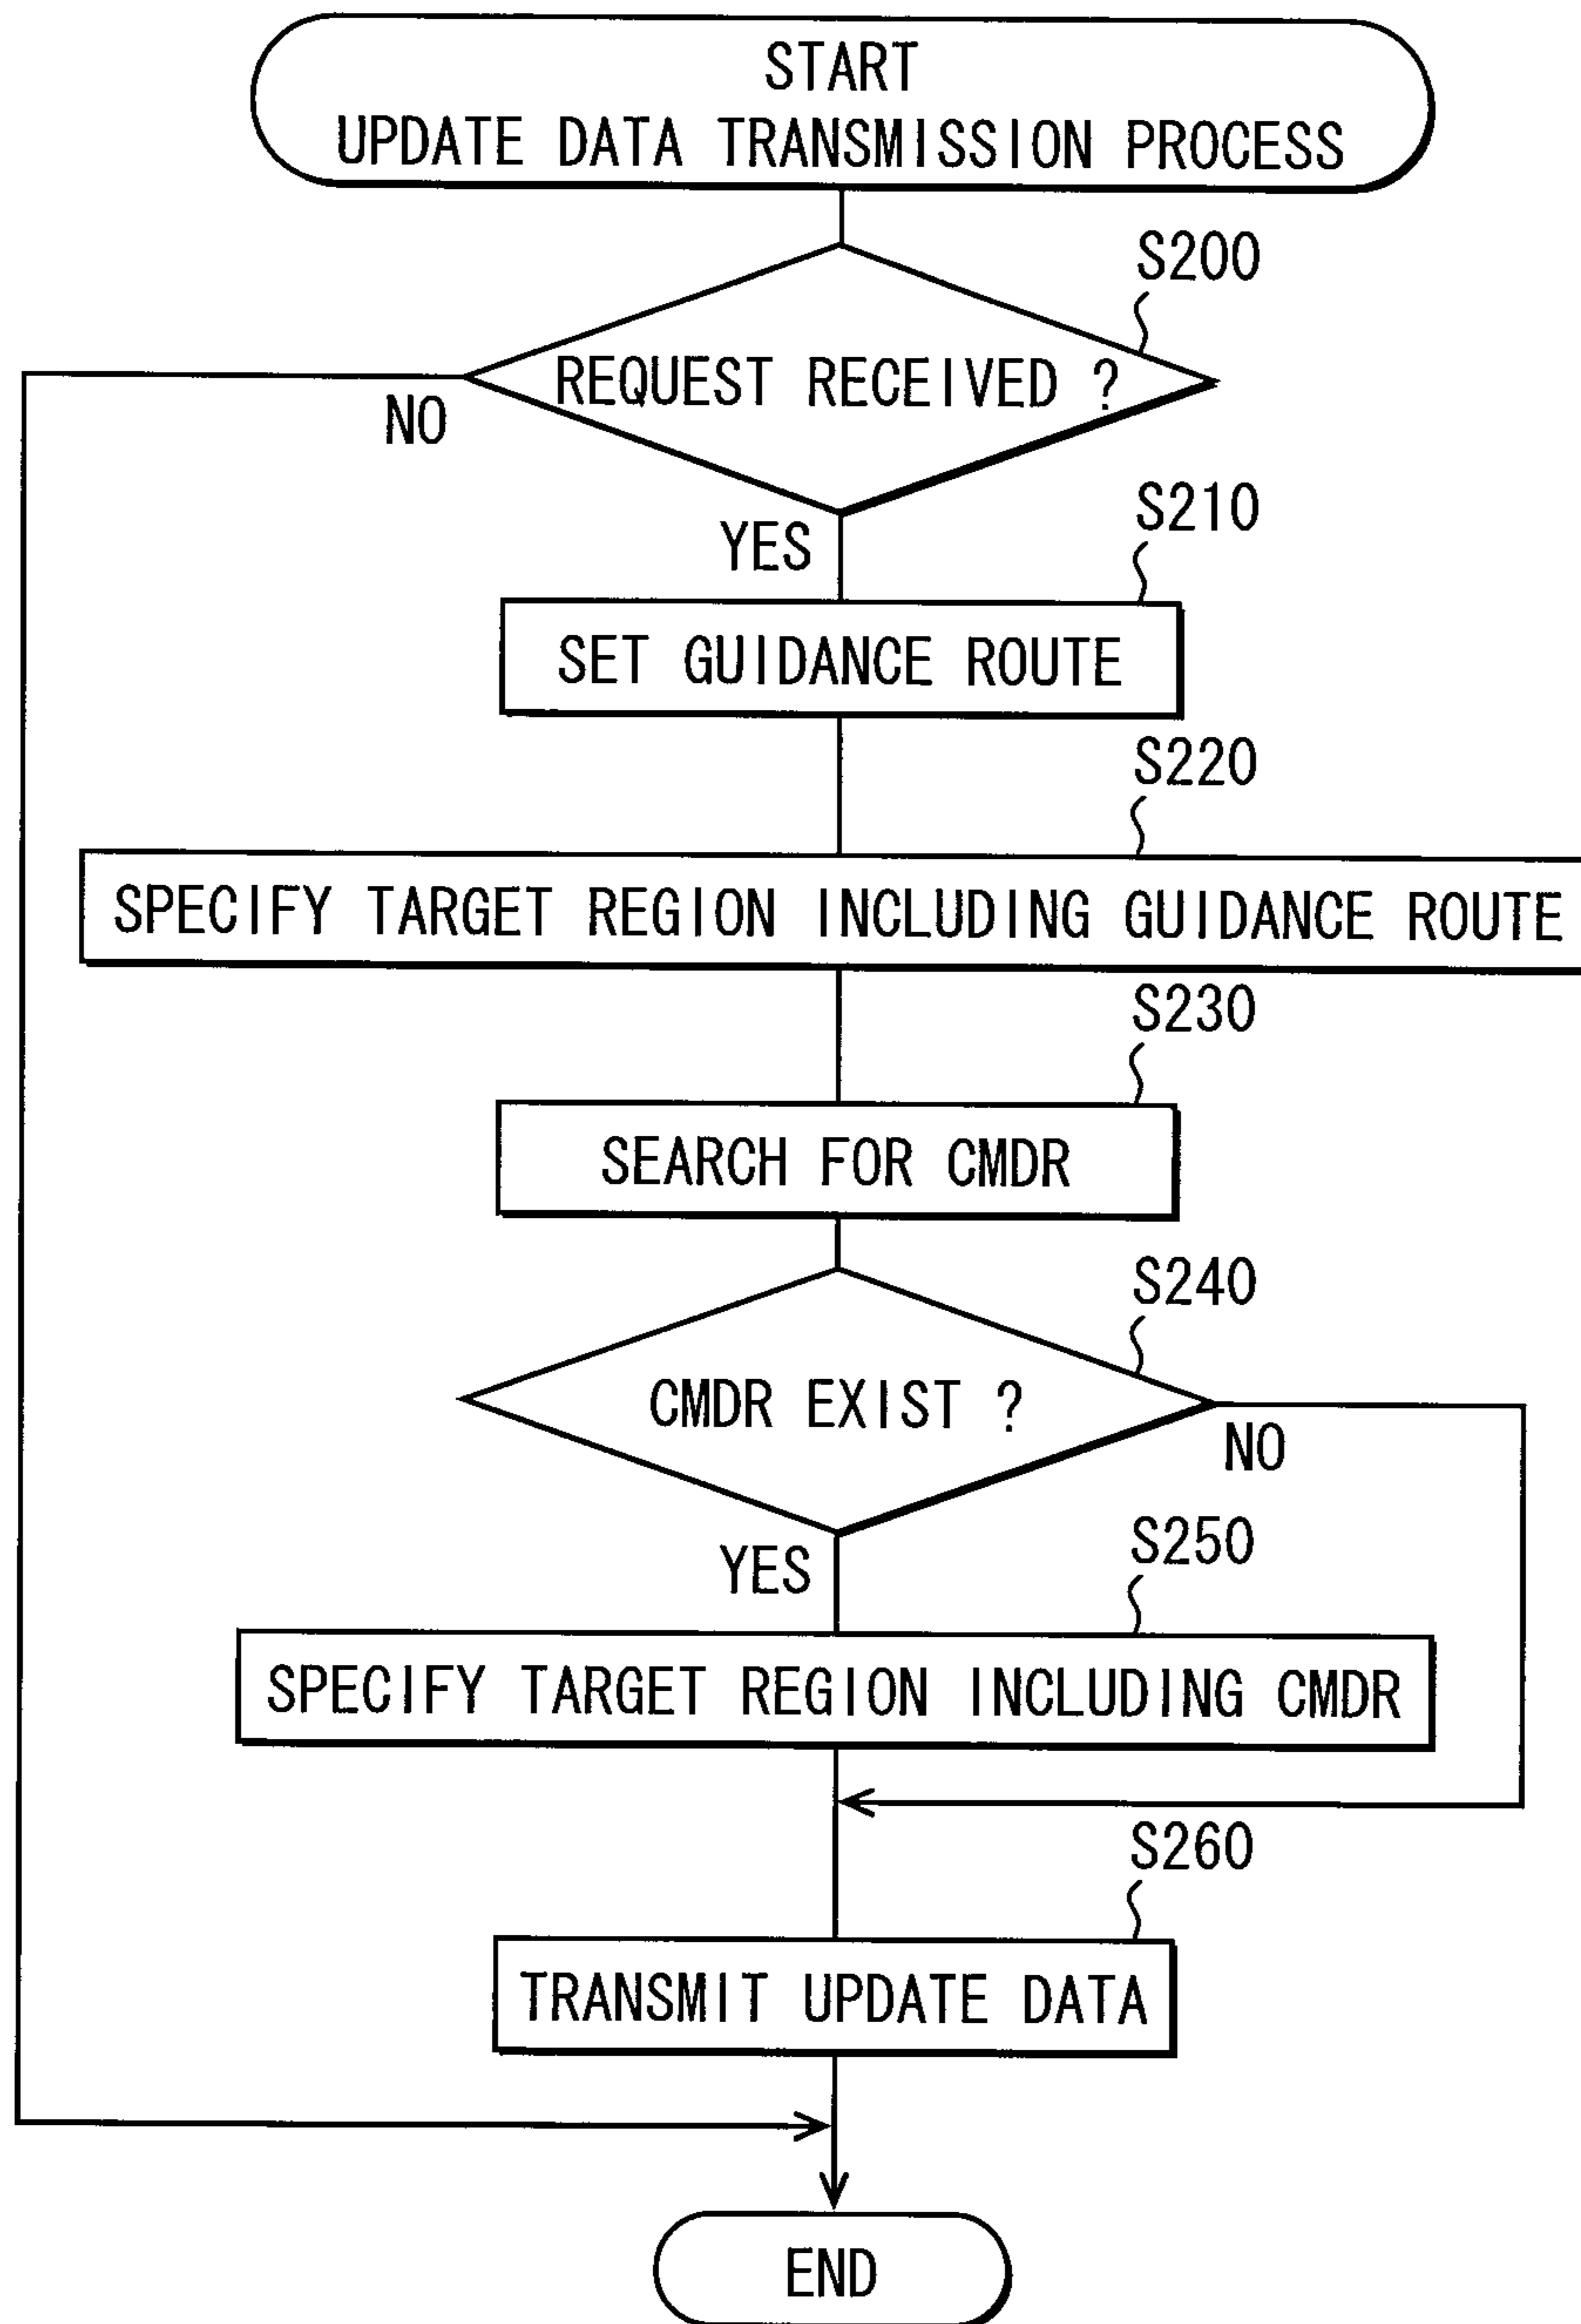 START
UPDATE DATA TRANSMISSION PROCESS
S200
REQUEST RECEIVED ?
NO
YES
S210
SET GUIDANCE ROUTE
S220
SPECIFY TARGET REGION INCLUDING GUIDANCE ROUTE
S230
SEARCH FOR CMDR
S240
CMDR EXIST ?
NO
YES
S250
SPECIFY TARGET REGION INCLUDING CMDR
S260
TRANSMIT UPDATE DATA
END